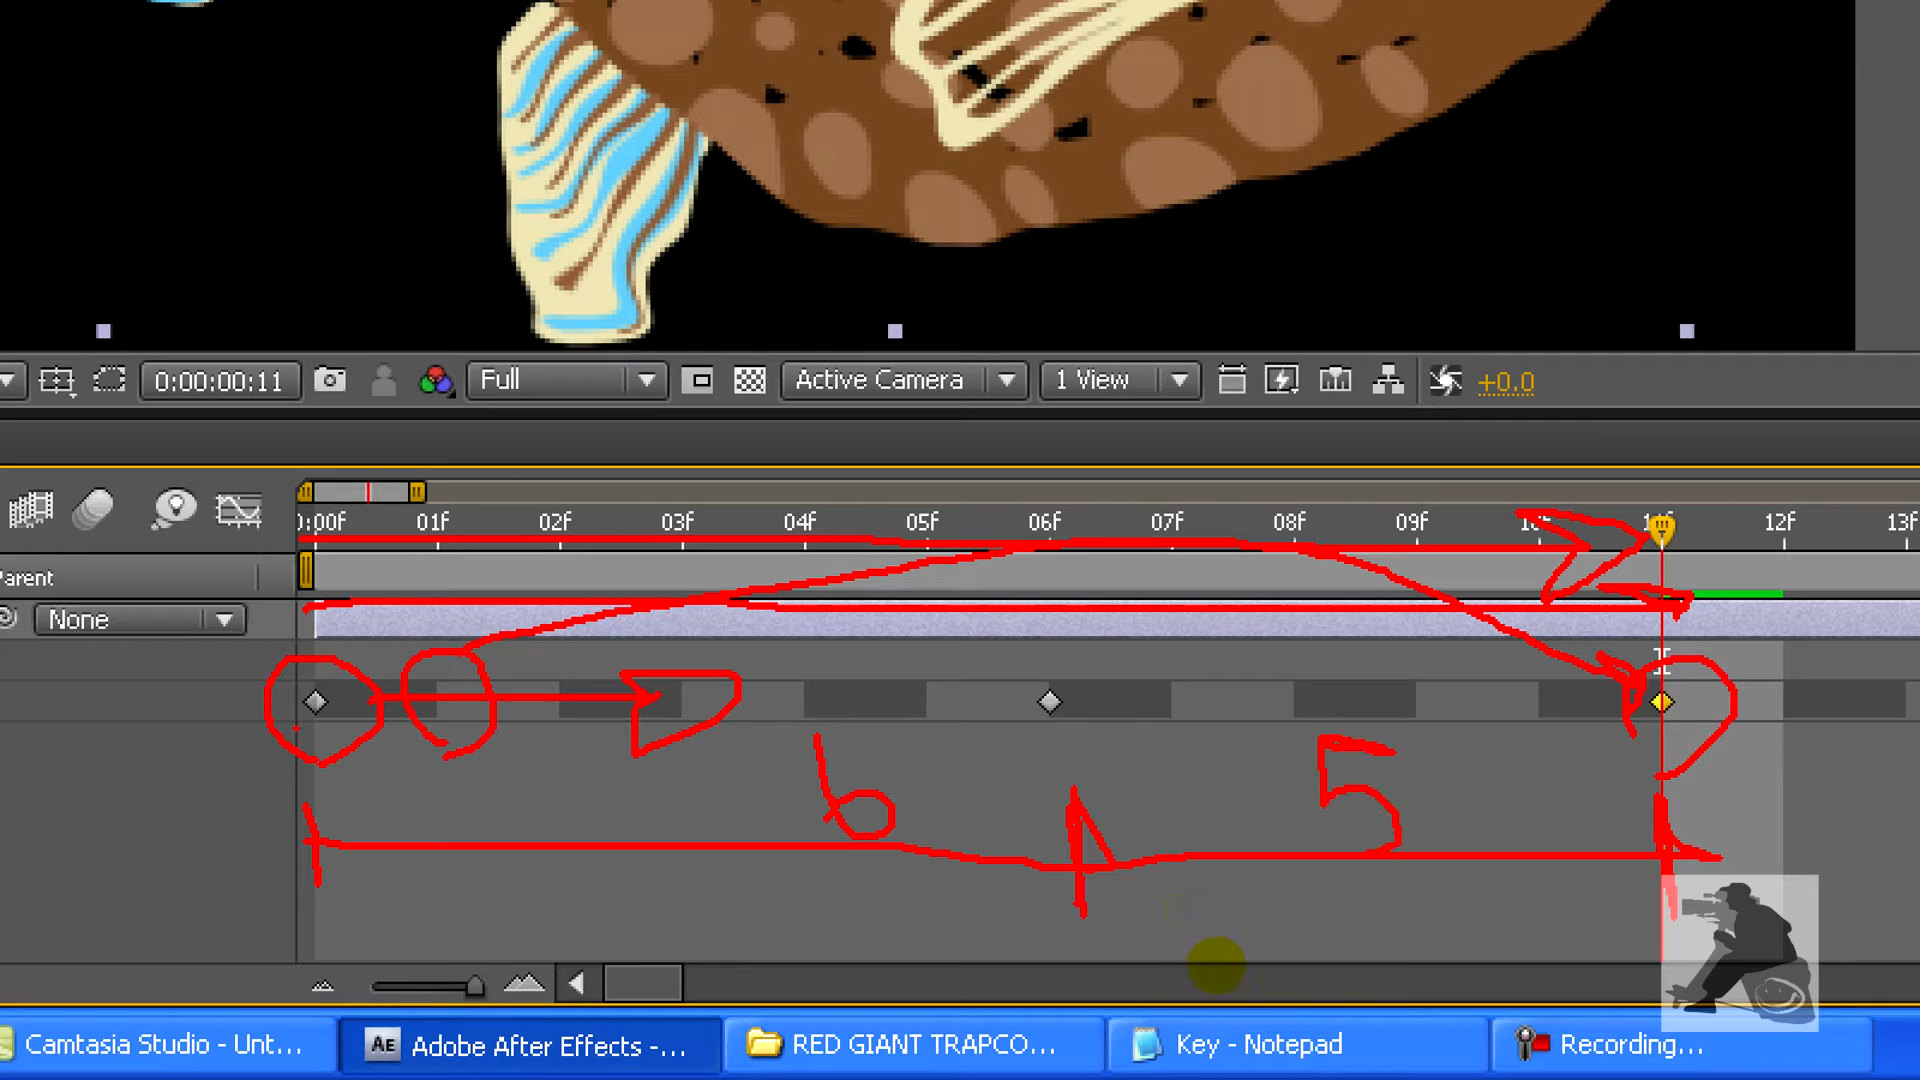 0:00:00:11 Full Active Camera 1 View +0.0
0:00f 01f 02f 03f 04f 05f 06f 07f 08f 09f 12f 13f
Parent
None
6 5
Camtasia Studio - Unt... AE Adobe After Effects -... RED GIANT TRAPCO... Key - Notepad Recording...